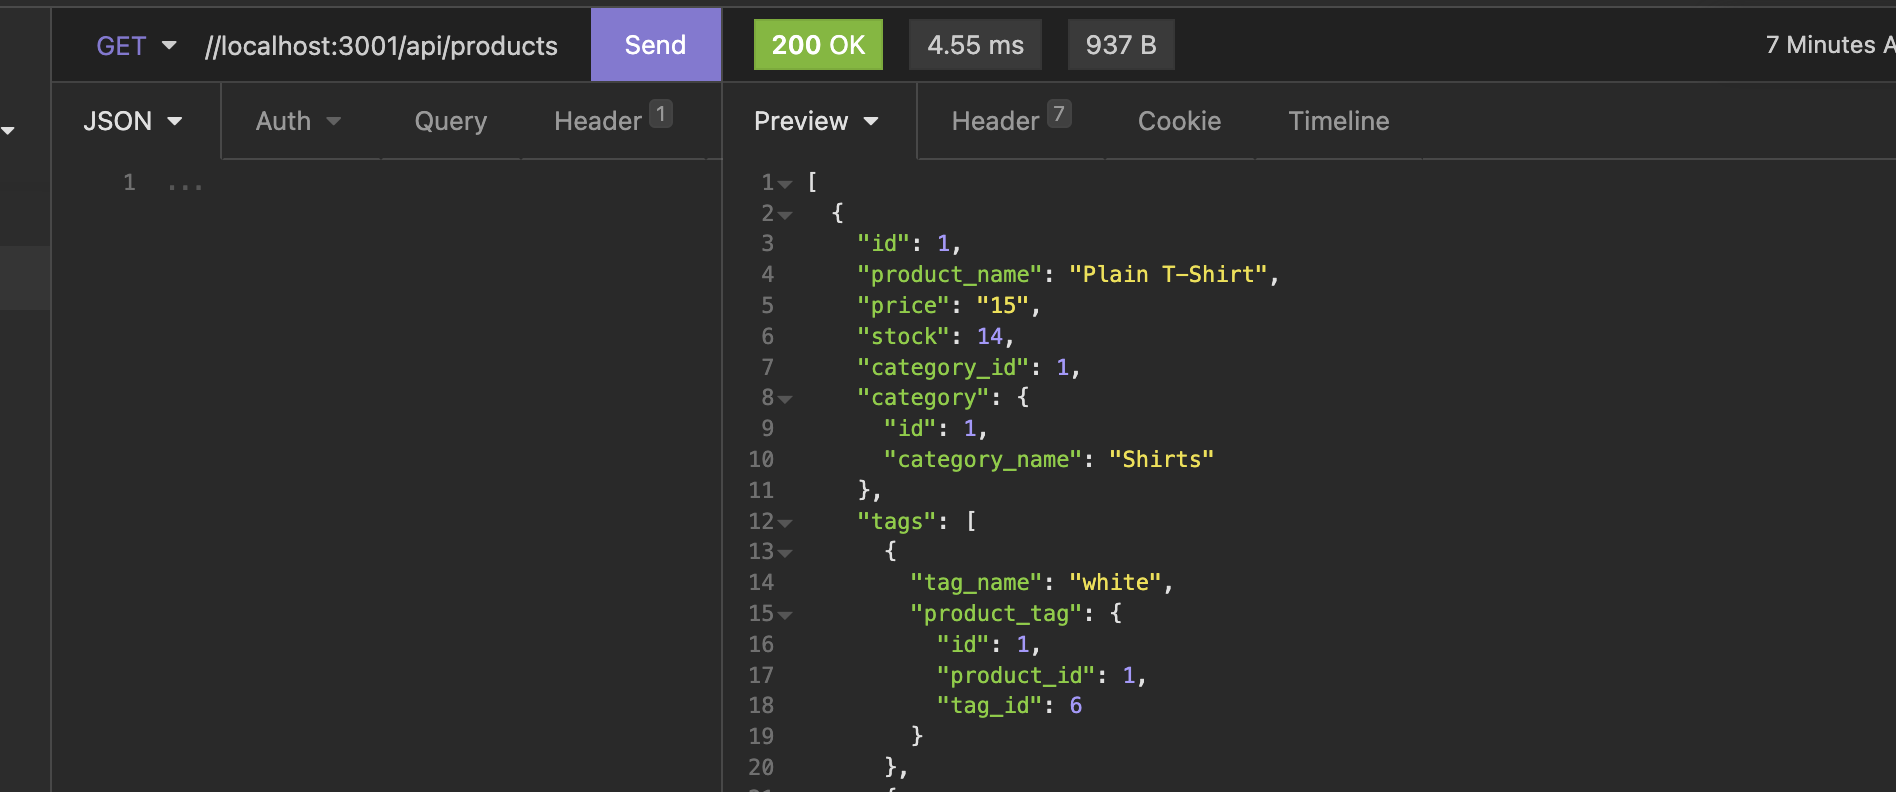 GET //localhost:3001/api/products Send 200 OK 4.55 ms 937 B 7 Minutes A
JSON Auth Query Header 1 Preview Header 7 Cookie Timeline
1 ...
1 [
2 {
3 "id": 1,
4 "product_name": "Plain T-Shirt",
5 "price": "15",
6 "stock": 14,
7 "category_id": 1,
8 "category": {
9 "id": 1,
10 "category_name": "Shirts"
11 },
12 "tags": [
13 {
14 "tag_name": "white",
15 "product_tag": {
16 "id": 1,
17 "product_id": 1,
18 "tag_id": 6
19 }
20 },